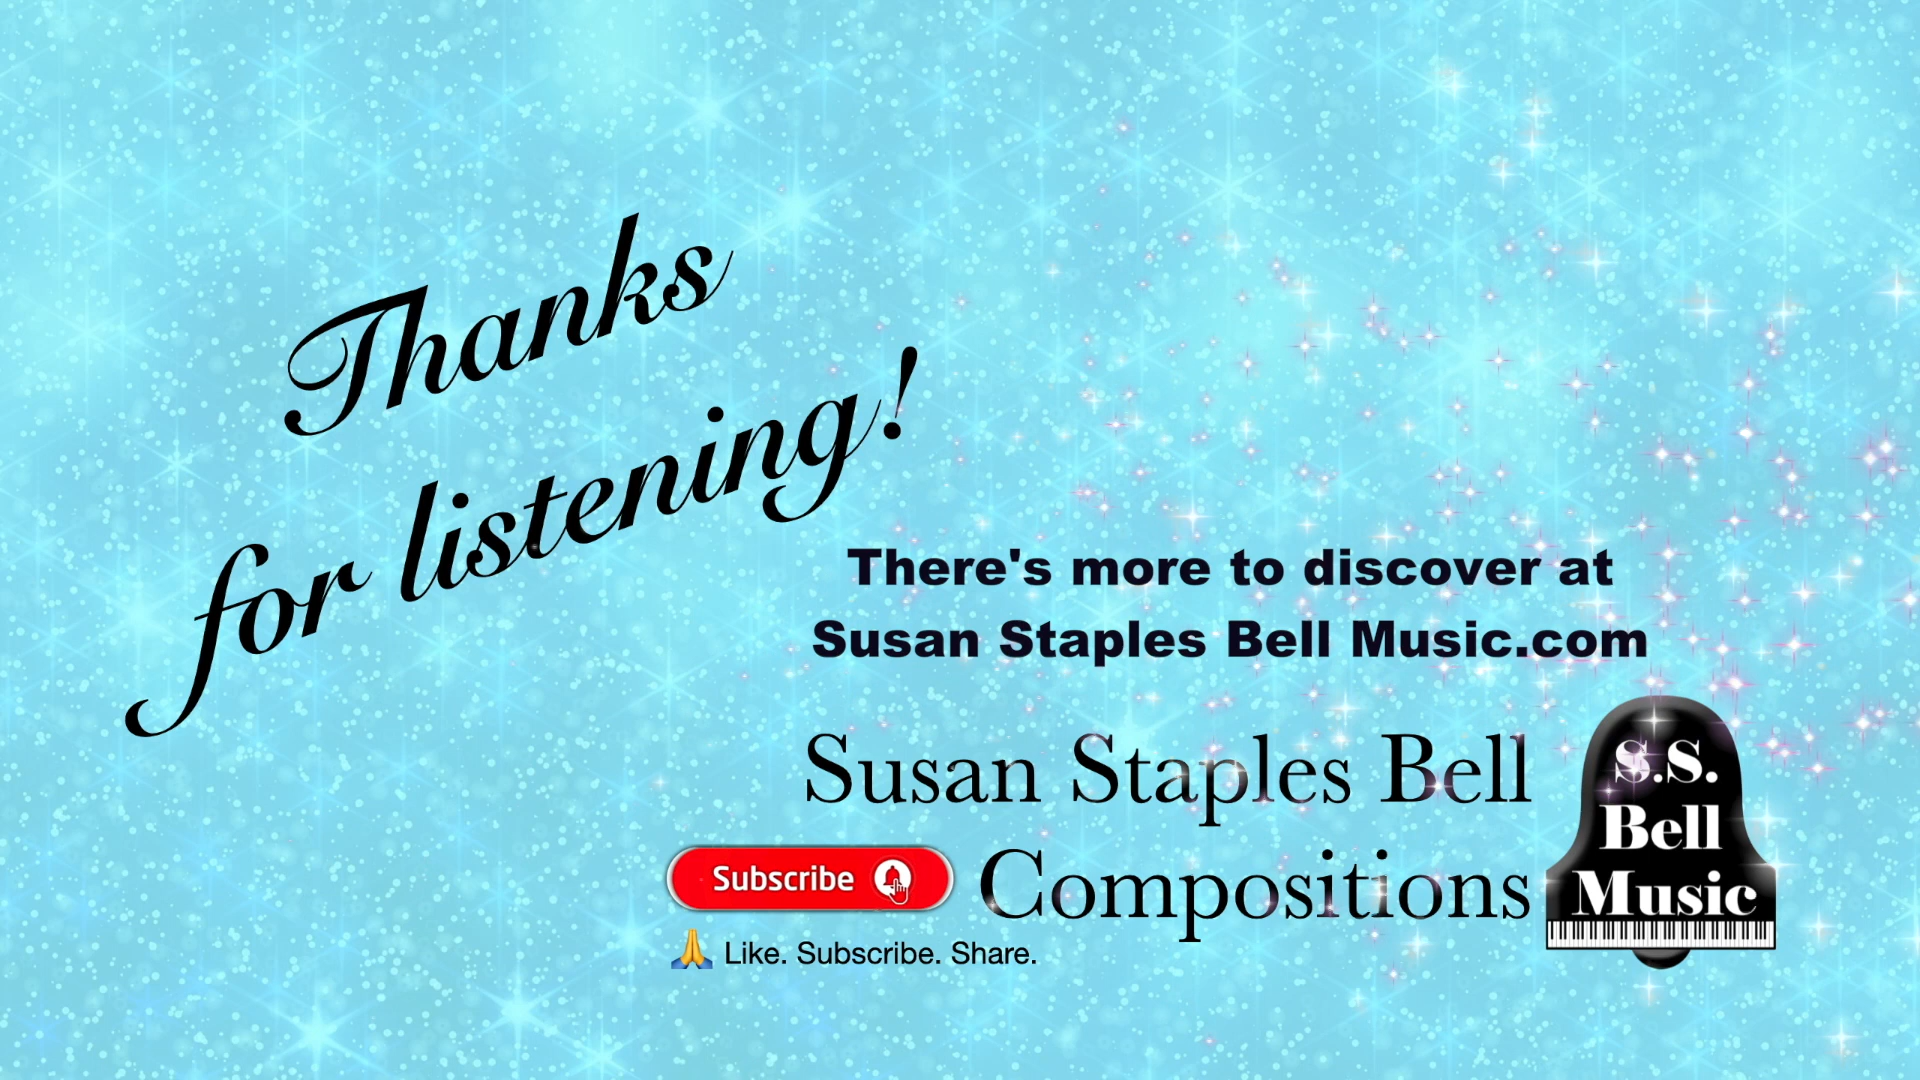 Thanks
for listening!
There's more to discover at
Susan Staples Bell Music.com
Susan Staples Bell
Compositions
Subscribe
🙏 Like. Subscribe. Share.
S.S.
Bell
Music